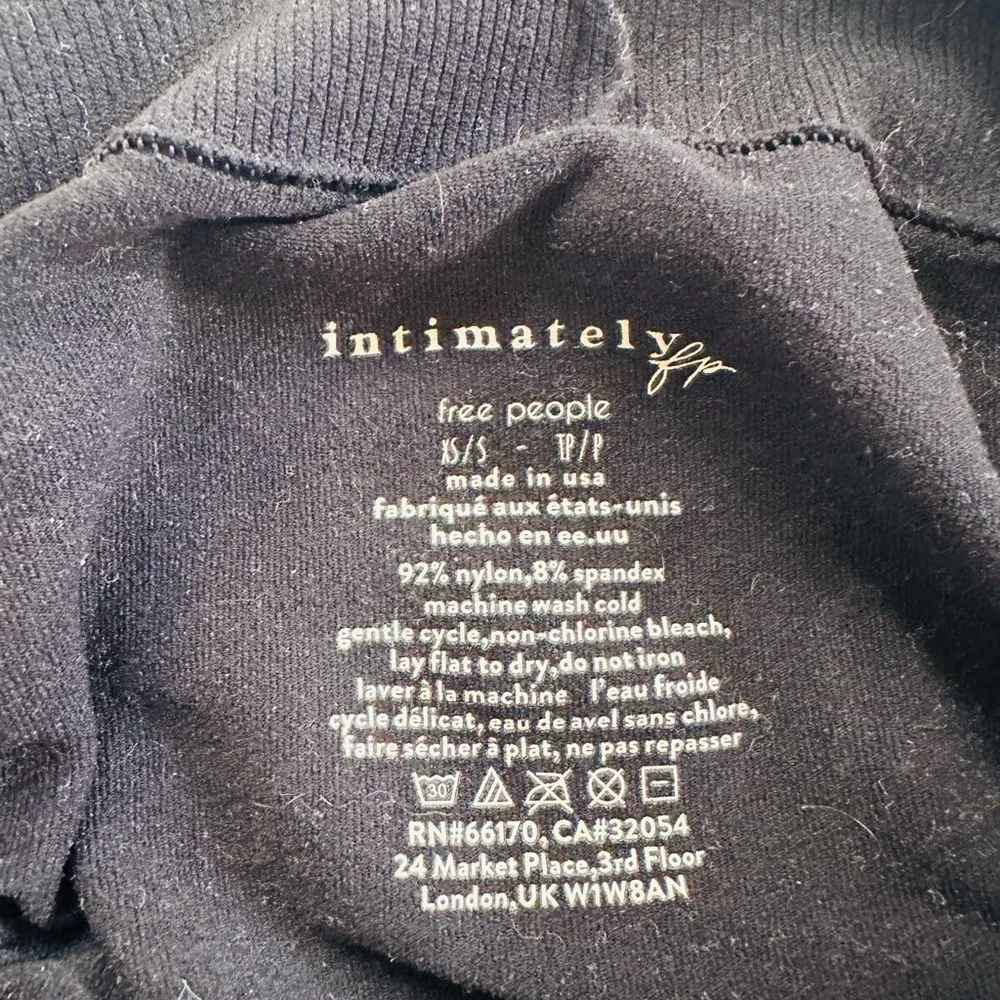 intimately
fp
free people
XS/S - TP/P
made in usa
fabriqué aux états-unis
hecho en ee.uu
92% nylon,8% spandex
machine wash cold
gentle cycle,non-chlorine bleach,
lay flat to dry,do not iron
laver à la machine l'eau froide
cycle délicat, eau de avel sans chlore,
faire sécher à plat, ne pas repasser
30
RN#66170, CA#32054
24 Market Place,3rd Floor
London,UK W1W8AN